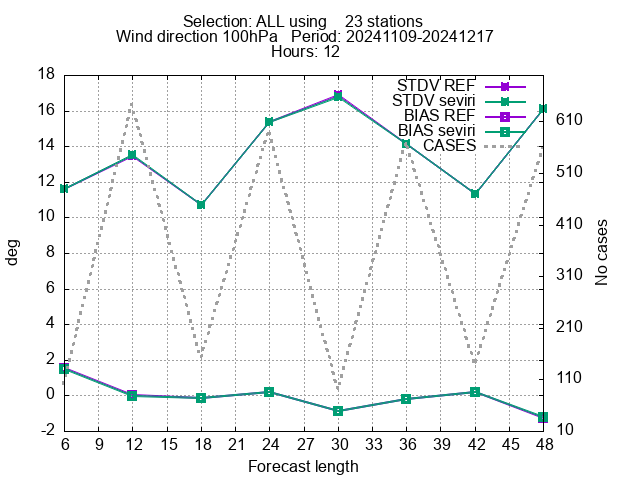 Selection: ALL using 23 stations
Wind direction 100hPa Period: 20241109-20241217
Hours: 12
STDV REF
STDV seviri
BIAS REF
BIAS seviri
CASES
18
16
14
12
10
8
6
4
2
0
-2
deg
610
510
410
310
210
110
10
No cases
6 9 12 15 18 21 24 27 30 33 36 39 42 45 48
Forecast length